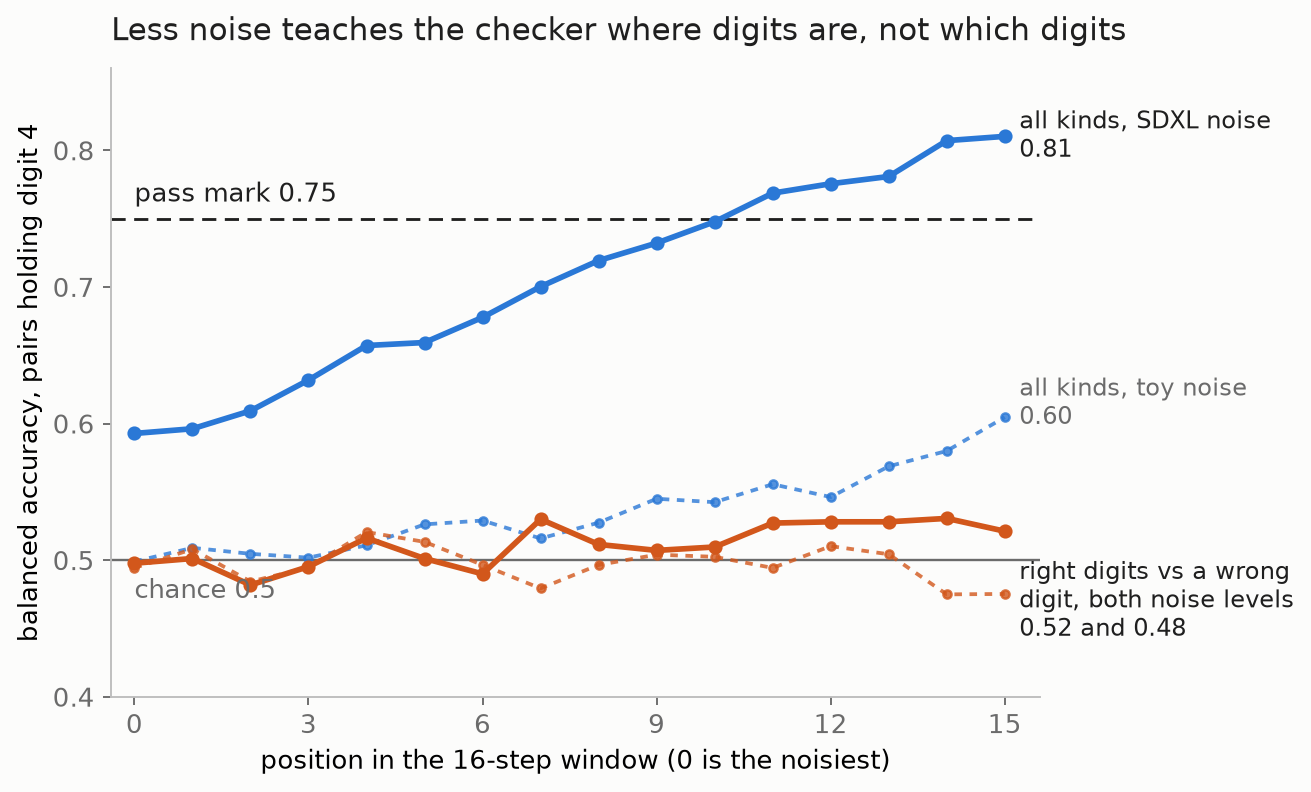 Less noise teaches the checker where digits are, not which digits
balanced accuracy, pairs holding digit 4
0.8
0.7
0.6
0.5
0.4
pass mark 0.75
chance 0.5
all kinds, SDXL noise
0.81
all kinds, toy noise
0.60
right digits vs a wrong
digit, both noise levels
0.52 and 0.48
0 3 6 9 12 15
position in the 16-step window (0 is the noisiest)